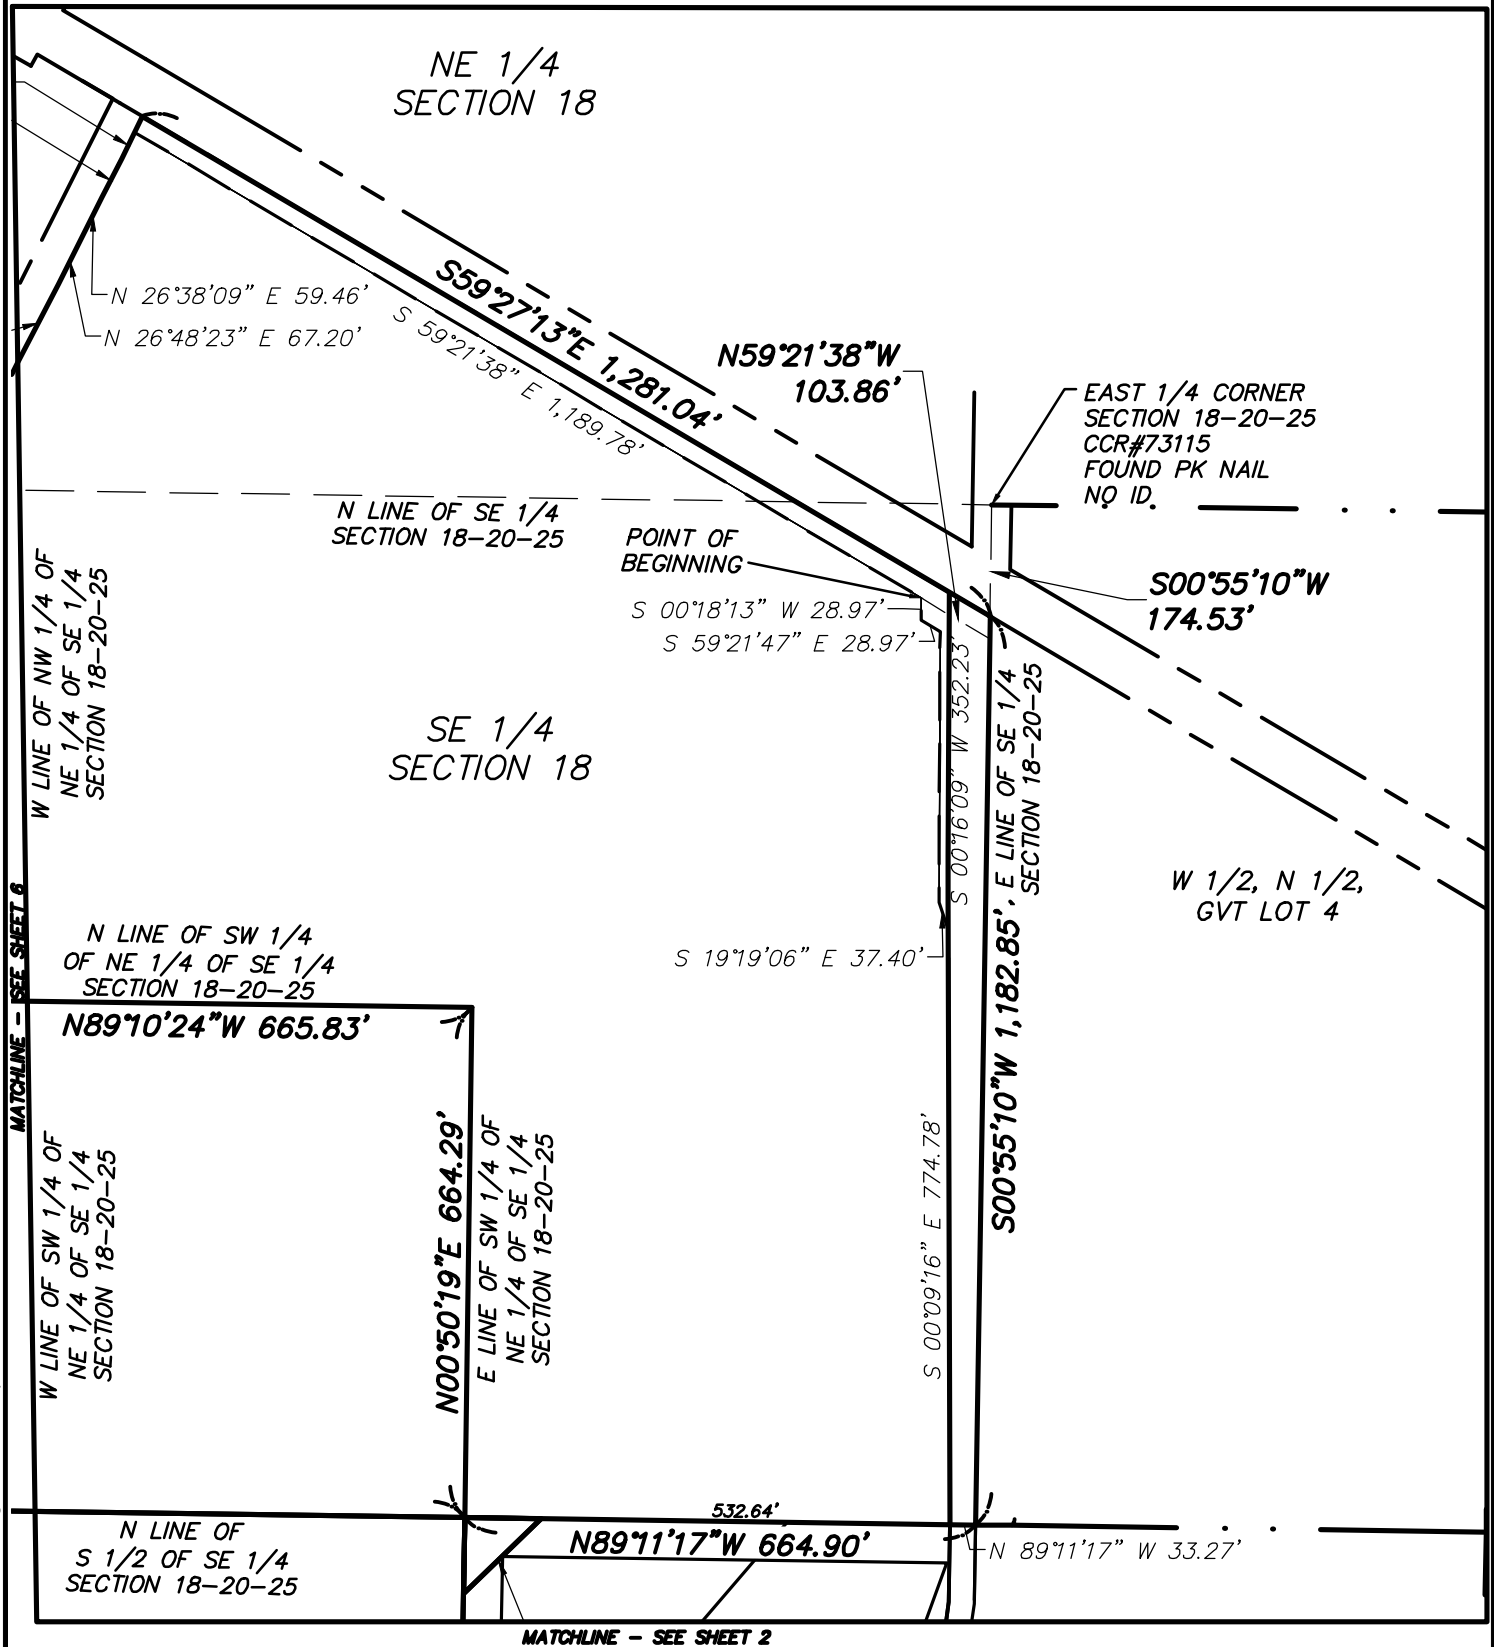 NE 1/4
SECTION 18
N 26°38'09" E 59.46'
N 26°48'23" E 67.20'
S59°27'13"E 1,281.04'
S 59°21'38" E 1,189.78'
N59°21'38"W
103.86'
EAST 1/4 CORNER
SECTION 18-20-25
CCR#73115
FOUND PK NAIL
NO ID.
N LINE OF SE 1/4
SECTION 18-20-25
POINT OF
BEGINNING
S 00°18'13" W 28.97'
S 59°21'47" E 28.97'
S00°55'10"W
174.53'
W LINE OF NW 1/4 OF
NE 1/4 OF SE 1/4
SECTION 18-20-25
SE 1/4
SECTION 18
S 00°16'09" W 352.23'
S00°55'10"W 1,182.85', E LINE OF SE 1/4
SECTION 18-20-25
W 1/2, N 1/2,
GVT LOT 4
MATCHLINE - SEE SHEET 6
N LINE OF SW 1/4
OF NE 1/4 OF SE 1/4
SECTION 18-20-25
N89°10'24"W 665.83'
S 19°19'06" E 37.40'
W LINE OF SW 1/4 OF
NE 1/4 OF SE 1/4
SECTION 18-20-25
N00°50'19"E 664.29'
E LINE OF SW 1/4 OF
NE 1/4 OF SE 1/4
SECTION 18-20-25
S 00°09'16" E 774.78'
N LINE OF
S 1/2 OF SE 1/4
SECTION 18-20-25
532.64'
N89°11'17"W 664.90'
N 89°11'17" W 33.27'
MATCHLINE - SEE SHEET 2